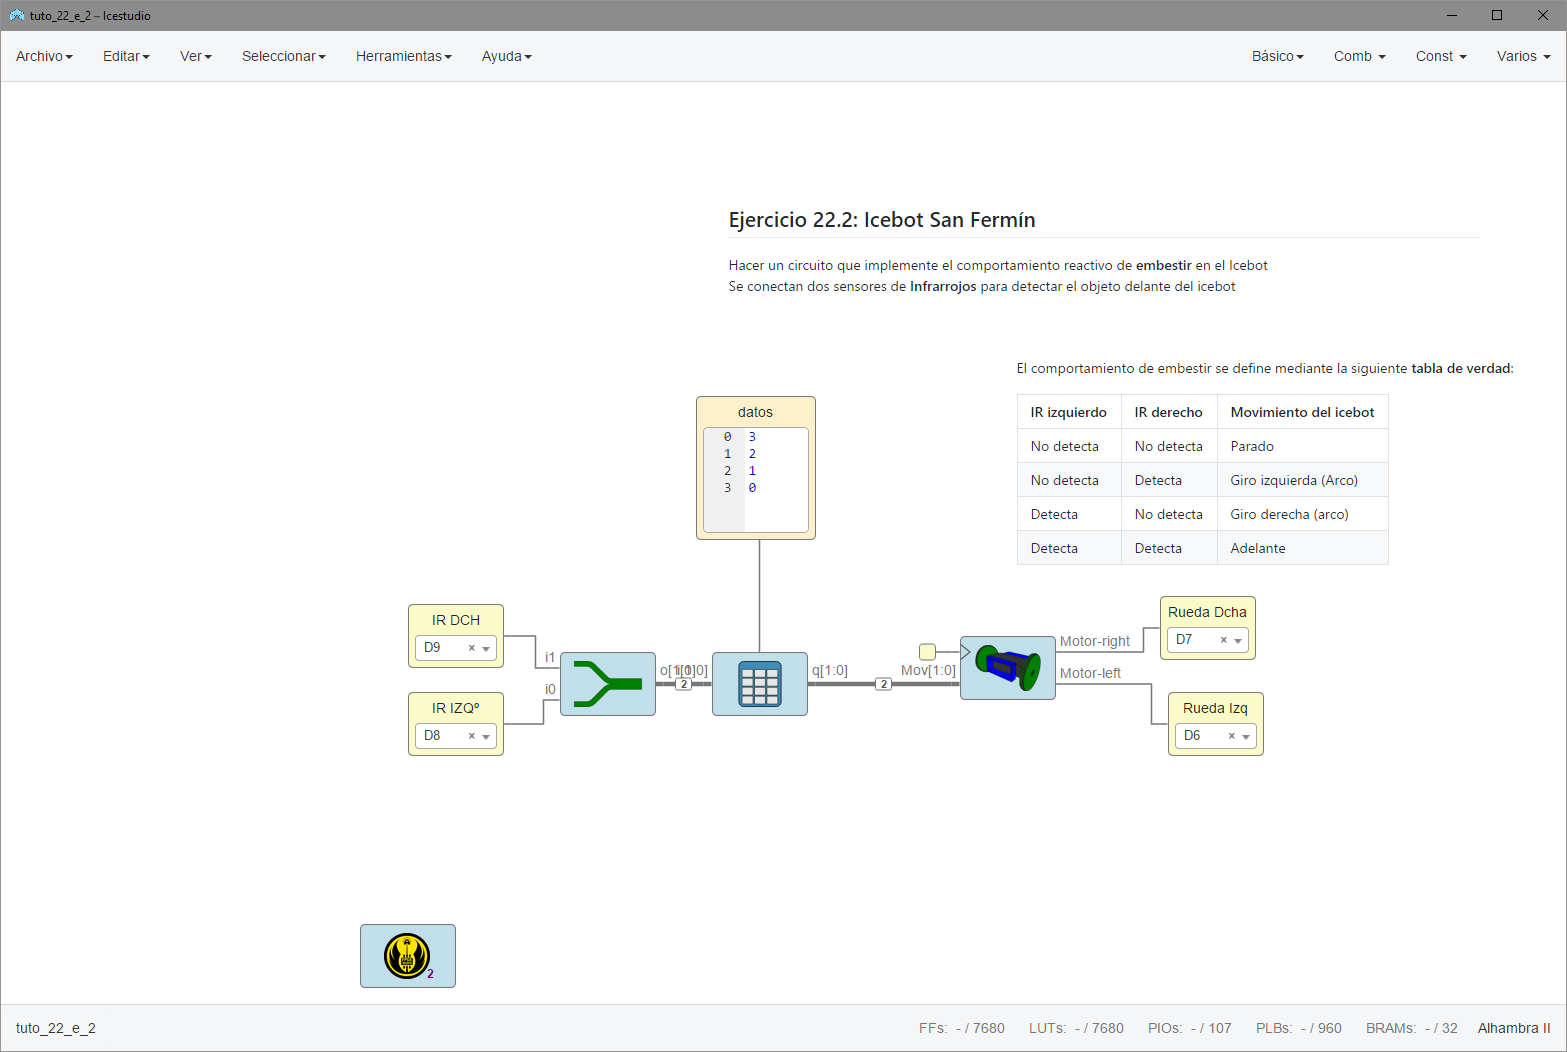 tuto_22_e_2 – Icestudio
Archivo Editar Ver Seleccionar Herramientas Ayuda Básico Comb Const Varios
Ejercicio 22.2: Icebot San Fermín
Hacer un circuito que implemente el comportamiento reactivo de embestir en el Icebot
Se conectan dos sensores de Infrarrojos para detectar el objeto delante del icebot
El comportamiento de embestir se define mediante la siguiente tabla de verdad:
IR izquierdo IR derecho Movimiento del icebot
No detecta No detecta Parado
No detecta Detecta Giro izquierda (Arco)
Detecta No detecta Giro derecha (arco)
Detecta Detecta Adelante
datos
0 3
1 2
2 1
3 0
IR DCH
D9 ×
IR IZQº
D8 ×
i1
i0
o[1:0]
i[1:0]
2
q[1:0]
2
Mov[1:0]
Motor-right
Motor-left
Rueda Dcha
D7 ×
Rueda Izq
D6 ×
2
tuto_22_e_2 FFs: - / 7680 LUTs: - / 7680 PIOs: - / 107 PLBs: - / 960 BRAMs: - / 32 Alhambra II